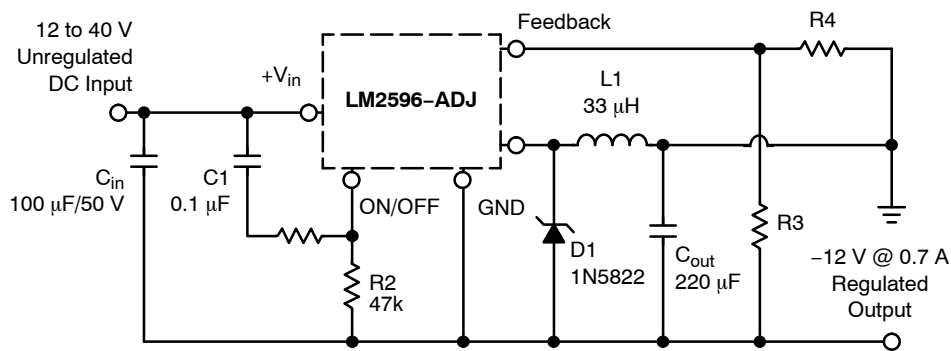 12 to 40 V
Unregulated
DC Input
+Vin
Feedback
R4
LM2596−ADJ
L1
33 μH
Cin
100 μF/50 V
C1
0.1 μF
ON/OFF
GND
R2
47k
D1
1N5822
Cout
220 μF
R3
−12 V @ 0.7 A
Regulated
Output